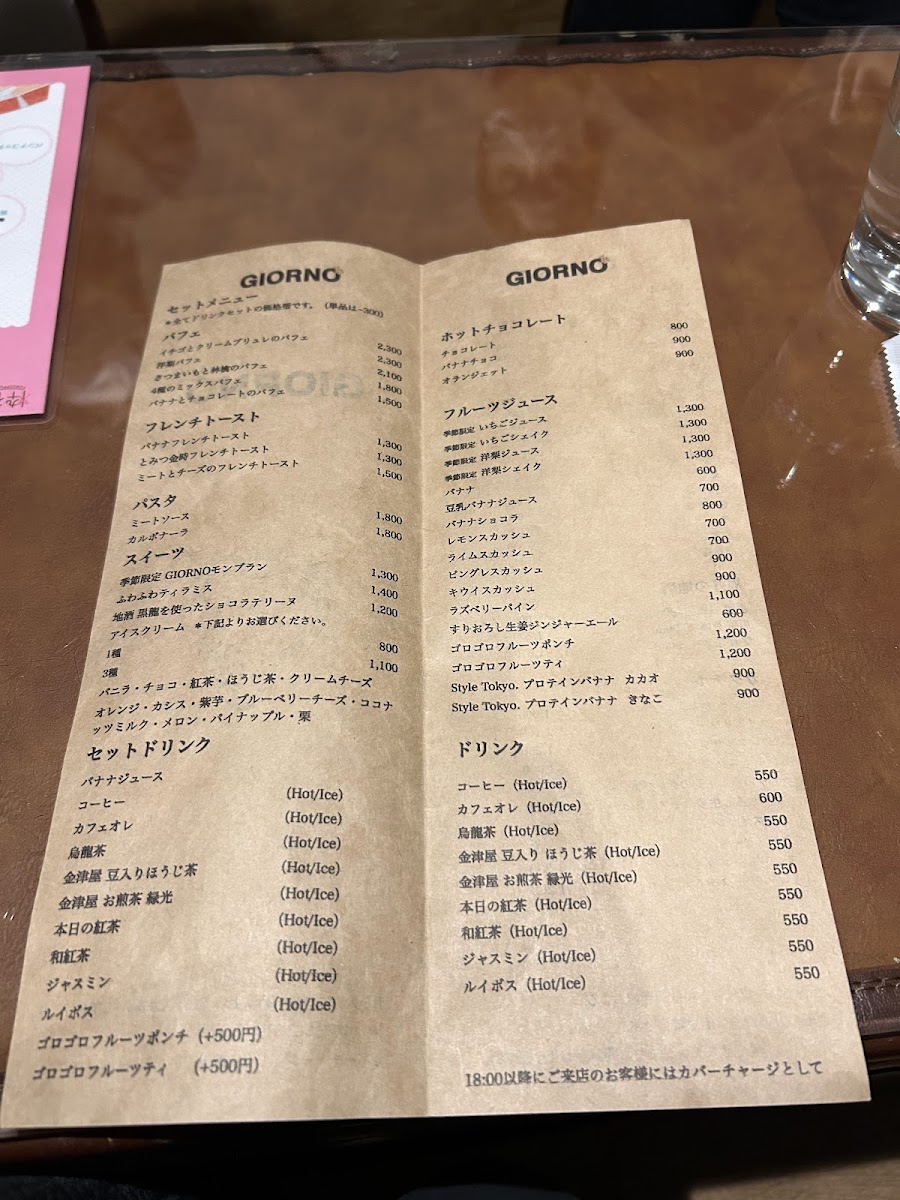 GIORNO
セットメニュー
*全てドリンクセットの価格帯です。(単品は-300)
パフェ
イチゴとクリームブリュレのパフェ 2,300
洋梨パフェ 2,300
さつまいもと林檎のパフェ 2,100
4種のミックスパフェ 1,800
バナナとチョコレートのパフェ 1,500
フレンチトースト
バナナフレンチトースト 1,300
とみつ金時フレンチトースト 1,300
ミートとチーズのフレンチトースト 1,500
パスタ
ミートソース 1,800
カルボナーラ 1,800
スイーツ
季節限定 GIORNOモンブラン 1,300
ふわふわティラミス 1,400
地酒 黒龍を使ったショコラテリーヌ 1,200
アイスクリーム *下記よりお選びください。
1種 800
3種 1,100
バニラ・チョコ・紅茶・ほうじ茶・クリームチーズ
オレンジ・カシス・紫芋・ブルーベリーチーズ・ココナ
ッツミルク・メロン・パイナップル・栗
セットドリンク
バナナジュース
コーヒー (Hot/Ice)
カフェオレ (Hot/Ice)
烏龍茶 (Hot/Ice)
金津屋 豆入りほうじ茶 (Hot/Ice)
金津屋 お煎茶 緑光 (Hot/Ice)
本日の紅茶 (Hot/Ice)
和紅茶 (Hot/Ice)
ジャスミン (Hot/Ice)
ルイボス (Hot/Ice)
ゴロゴロフルーツポンチ (+500円)
ゴロゴロフルーツティ (+500円)
GIORNO
ホットチョコレート
チョコレート 800
バナナチョコ 900
オランジェット 900
フルーツジュース
季節限定 いちごジュース 1,300
季節限定 いちごシェイク 1,300
季節限定 洋梨ジュース 1,300
季節限定 洋梨シェイク 1,300
バナナ 600
豆乳バナナジュース 700
バナナショコラ 800
レモンスカッシュ 700
ライムスカッシュ 700
ピングレスカッシュ 900
キウイスカッシュ 900
ラズベリーパイン 1,100
すりおろし生姜ジンジャーエール 600
ゴロゴロフルーツポンチ 1,200
ゴロゴロフルーツティ 1,200
Style Tokyo. プロテインバナナ カカオ 900
Style Tokyo. プロテインバナナ きなこ 900
ドリンク
コーヒー (Hot/Ice) 550
カフェオレ (Hot/Ice) 600
烏龍茶 (Hot/Ice) 550
金津屋 豆入り ほうじ茶 (Hot/Ice) 550
金津屋 お煎茶 緑光 (Hot/Ice) 550
本日の紅茶 (Hot/Ice) 550
和紅茶 (Hot/Ice) 550
ジャスミン (Hot/Ice) 550
ルイボス (Hot/Ice) 550
18:00以降にご来店のお客様にはカバーチャージとして